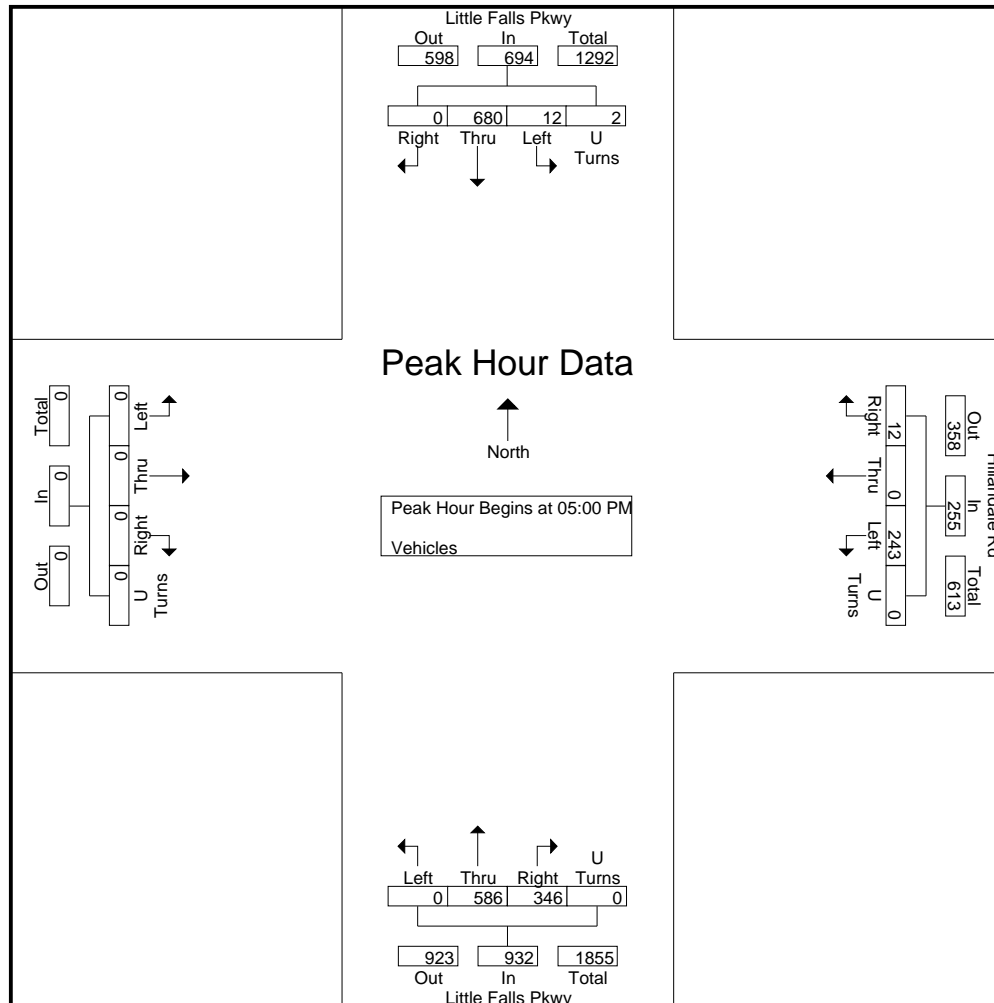 Little Falls Pkwy
Out In Total
598 694 1292
0 680 12 2
Right Thru Left U
Turns
Peak Hour Data
North
Peak Hour Begins at 05:00 PM
Vehicles
Total In Out
0 0 0
0 0 0 0
Left Thru Right U
Turns
Right Thru Left U
Turns
12 0 243 0
358 255 613
Out In Total
U
Left Thru Right Turns
0 586 346 0
923 932 1855
Out In Total
Little Falls Pkwy